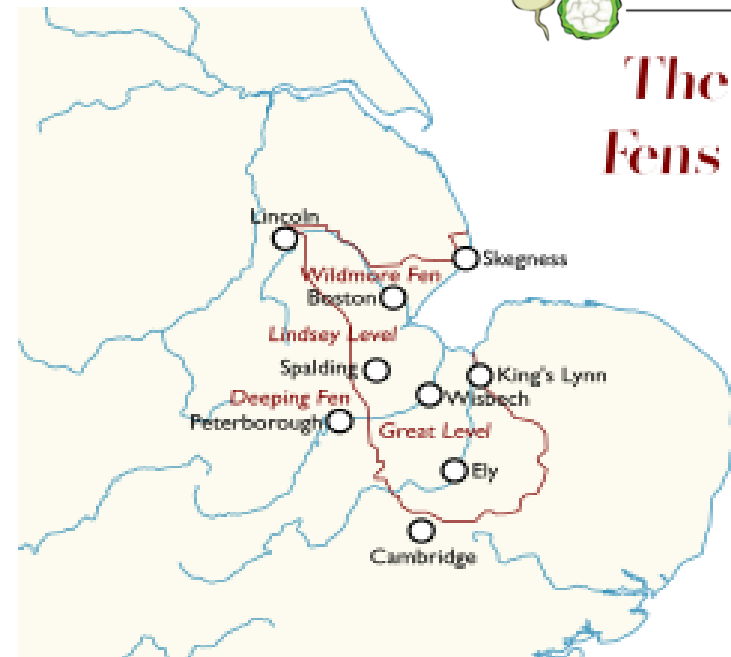 The
Fens
Lincoln
Skegness
Wildmore Fen
Boston
Lindsey Level
Spalding
King's Lynn
Deeping Fen
Wisbech
Peterborough
Great Level
Ely
Cambridge